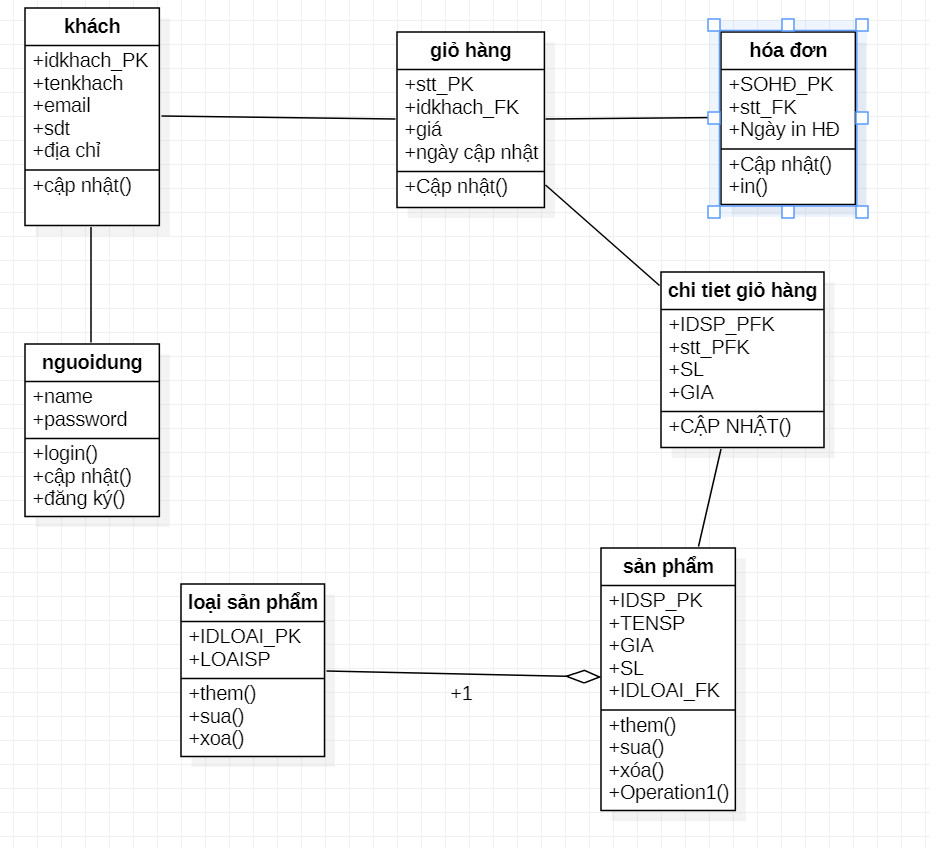 khách
+idkhach_PK
+tenkhach
+email
+sdt
+địa chỉ
+cập nhật()
giỏ hàng
+stt_PK
+idkhach_FK
+giá
+ngày cập nhật
+Cập nhật()
hóa đơn
+SOHĐ_PK
+stt_FK
+Ngày in HĐ
+Cập nhật()
+in()
chi tiet giỏ hàng
+IDSP_PFK
+stt_PFK
+SL
+GIA
+CẬP NHẬT()
nguoidung
+name
+password
+login()
+cập nhật()
+đăng ký()
loại sản phẩm
+IDLOAI_PK
+LOAISP
+them()
+sua()
+xoa()
+1
sản phẩm
+IDSP_PK
+TENSP
+GIA
+SL
+IDLOAI_FK
+them()
+sua()
+xóa()
+Operation1()